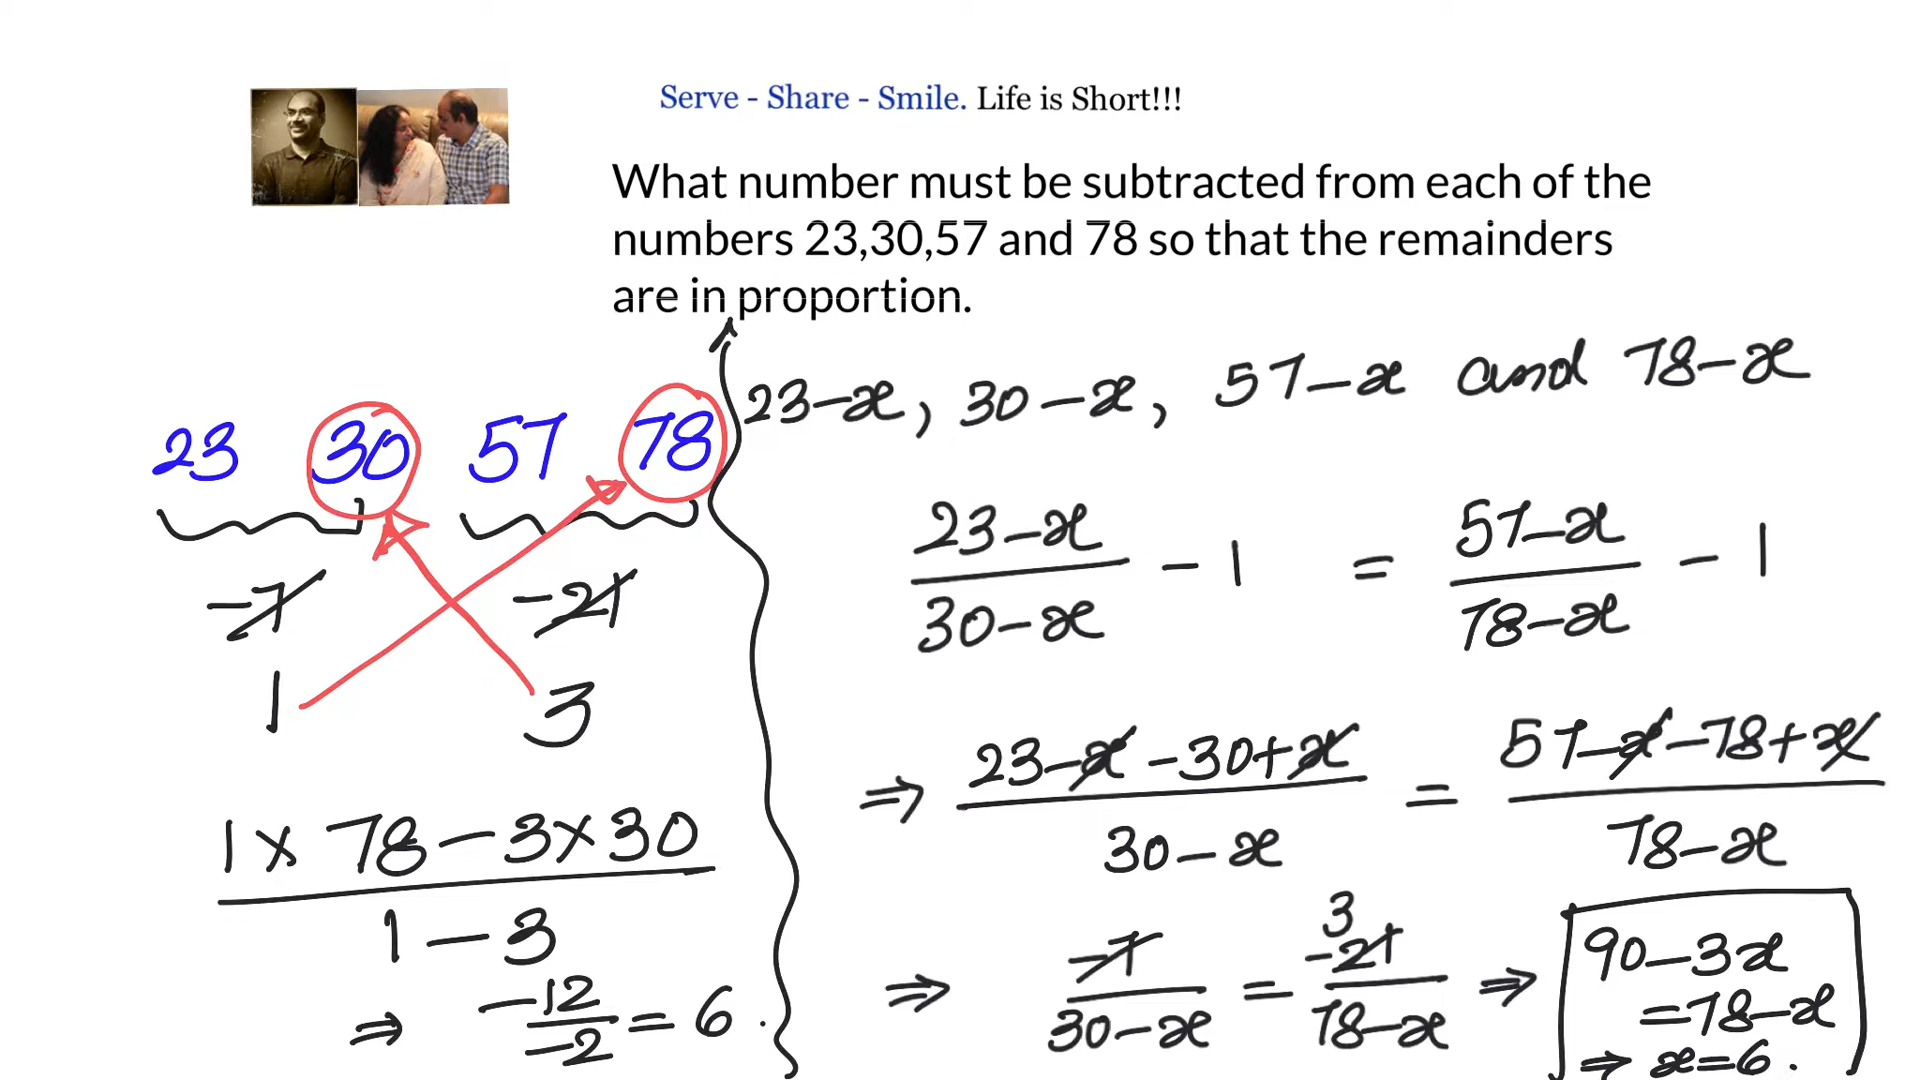 Serve - Share - Smile. Life is Short!!!
What number must be subtracted from each of the
numbers 23,30,57 and 78 so that the remainders
are in proportion.
23 30 57 78
-7 -21
1 3
1 x 78 - 3 x 30
1 - 3
⇒ -12/-2 = 6.
23-x, 30-x, 57-x and 78-x
(23-x)/(30-x) - 1 = (57-x)/(78-x) - 1
⇒ (23-x-30+x)/(30-x) = (57-x-78+x)/(78-x)
3
⇒ -7/(30-x) = -21/(78-x) ⇒
90-3x
=78-x
⇒ x=6.